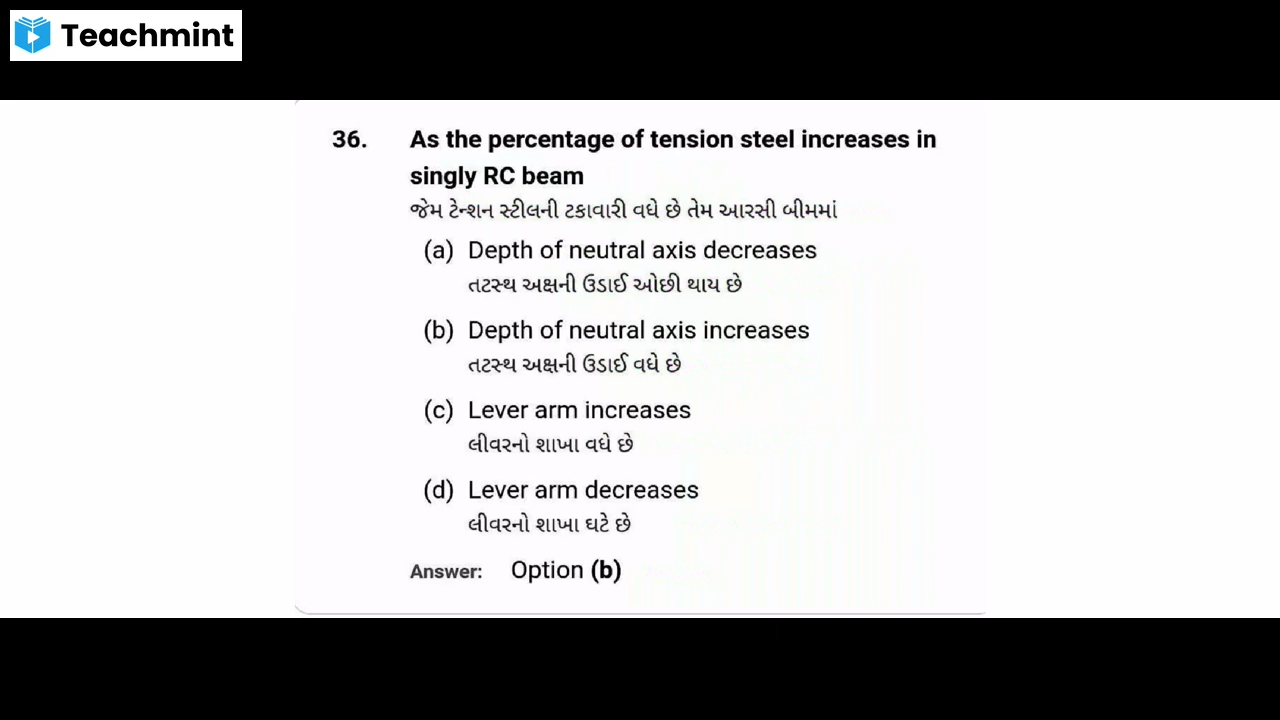 Teachmint
36. As the percentage of tension steel increases in
singly RC beam
જેમ ટેન્શન સ્ટીલની ટકાવારી વધે છે તેમ આરસી બીમમાં
(a) Depth of neutral axis decreases
તટસ્થ અક્ષની ઉડાઈ ઓછી થાય છે
(b) Depth of neutral axis increases
તટસ્થ અક્ષની ઉડાઈ વધે છે
(c) Lever arm increases
લીવરનો શાખા વધે છે
(d) Lever arm decreases
લીવરનો શાખા ઘટે છે
Answer: Option (b)